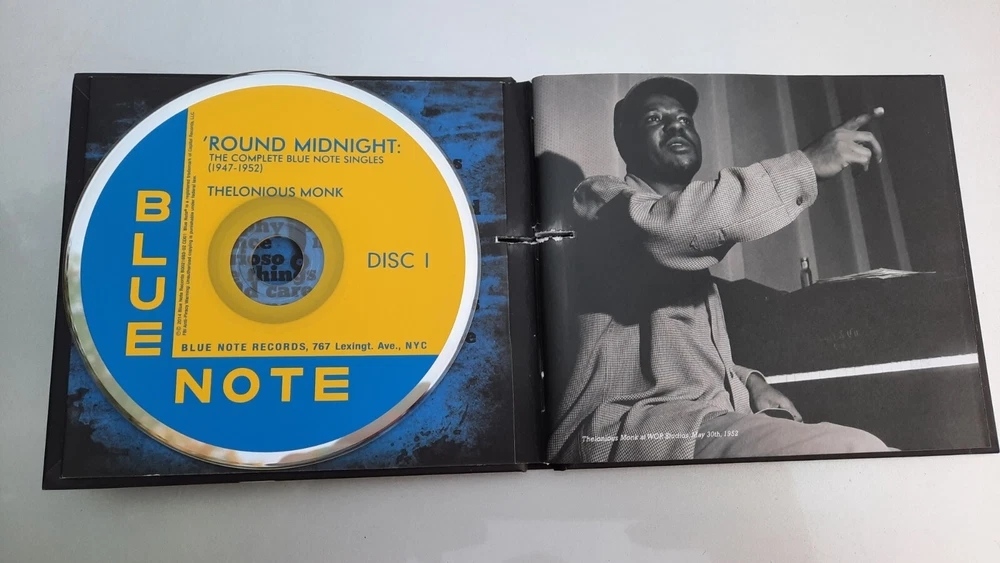 'ROUND MIDNIGHT:
THE COMPLETE BLUE NOTE SINGLES
(1947-1952)
THELONIOUS MONK
DISC 1
BLUE NOTE RECORDS, 767 Lexingt. Ave., NYC
BLUE
NOTE
things
Thelonious Monk at WOR Studios May 30th, 1952